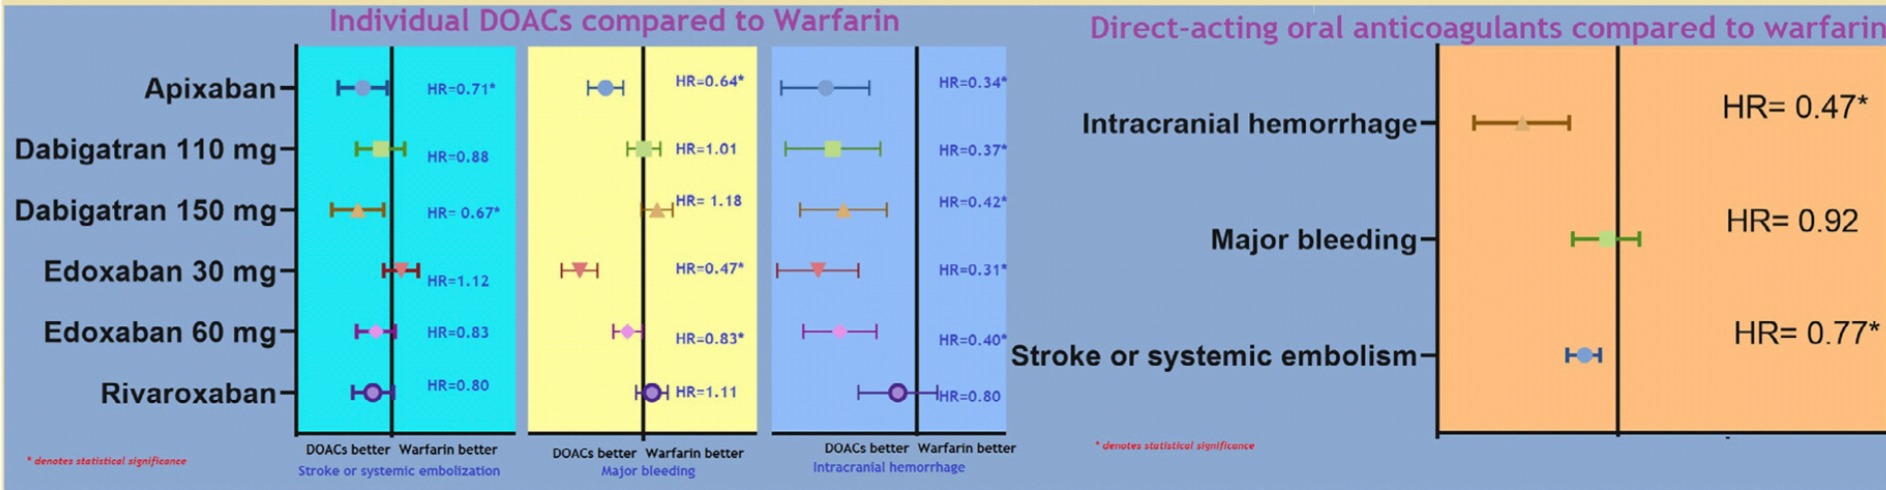 Individual DOACs compared to Warfarin
Apixaban
HR=0.71*
HR=0.64*
HR=0.34*
Dabigatran 110 mg
HR=0.88
HR=1.01
HR=0.37*
Dabigatran 150 mg
HR= 0.67*
HR= 1.18
HR=0.42*
Edoxaban 30 mg
HR=1.12
HR=0.47*
HR=0.31*
Edoxaban 60 mg
HR=0.83
HR=0.83*
HR=0.40*
Rivaroxaban
HR=0.80
HR=1.11
HR=0.80
DOACs better Warfarin better
DOACs better Warfarin better
DOACs better Warfarin better
Stroke or systemic embolization
Major bleeding
Intracranial hemorrhage
* denotes statistical significance
Direct-acting oral anticoagulants compared to warfarin
Intracranial hemorrhage
HR= 0.47*
Major bleeding
HR= 0.92
Stroke or systemic embolism
HR= 0.77*
* denotes statistical significance